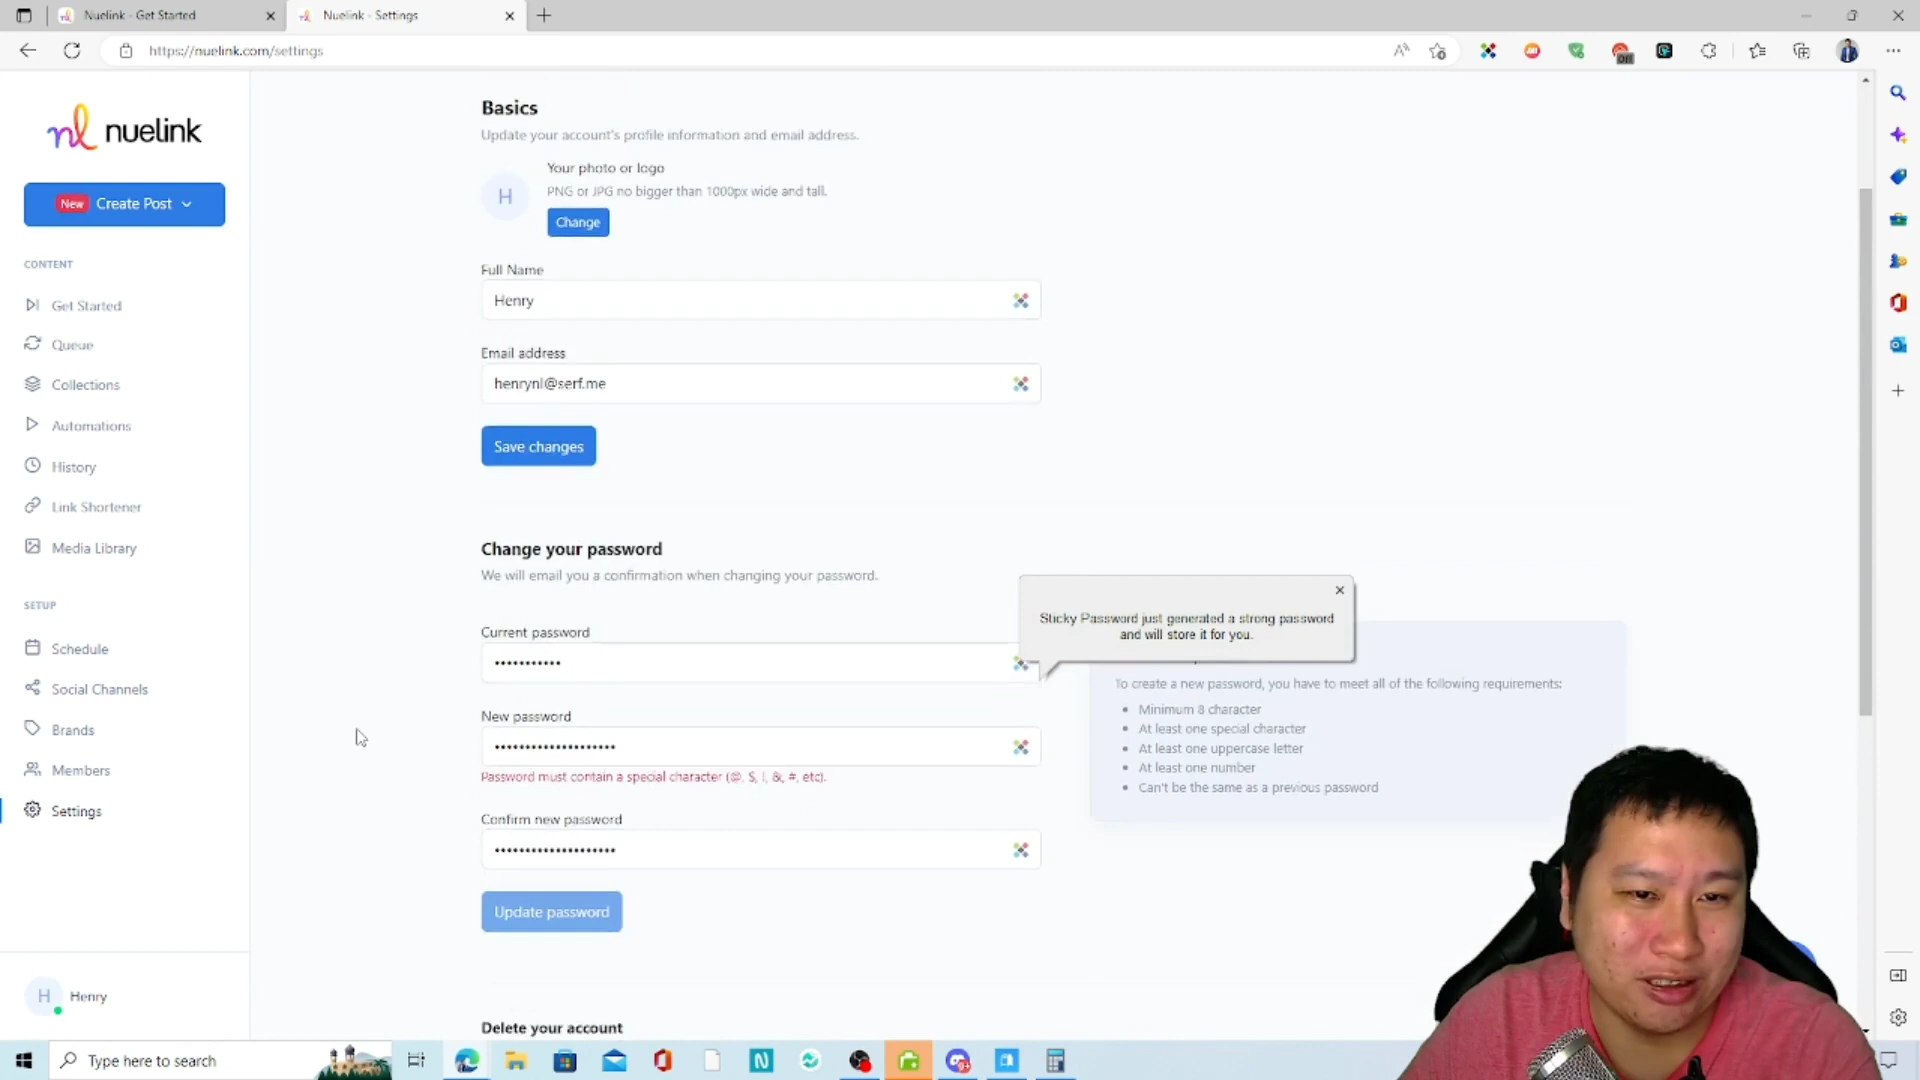 Nuelink - Get Started
Nuelink - Settings
https://nuelink.com/settings
nl nuelink
New Create Post
CONTENT
Get Started
Queue
Collections
Automations
History
Link Shortener
Media Library
SETUP
Schedule
Social Channels
Brands
Members
Settings
H Henry
Basics
Update your account's profile information and email address.
H
Your photo or logo
PNG or JPG no bigger than 1000px wide and tall.
Change
Full Name
Henry
Email address
henrynl@serf.me
Save changes
Change your password
We will email you a confirmation when changing your password.
Current password
•••••••••••
New password
••••••••••••••••••••
Password must contain a special character (@, $, !, &, #, etc).
Confirm new password
••••••••••••••••••••
Update password
Sticky Password just generated a strong password
and will store it for you.
To create a new password, you have to meet all of the following requirements:
• Minimum 8 character
• At least one special character
• At least one uppercase letter
• At least one number
• Can't be the same as a previous password
Delete your account
Type here to search